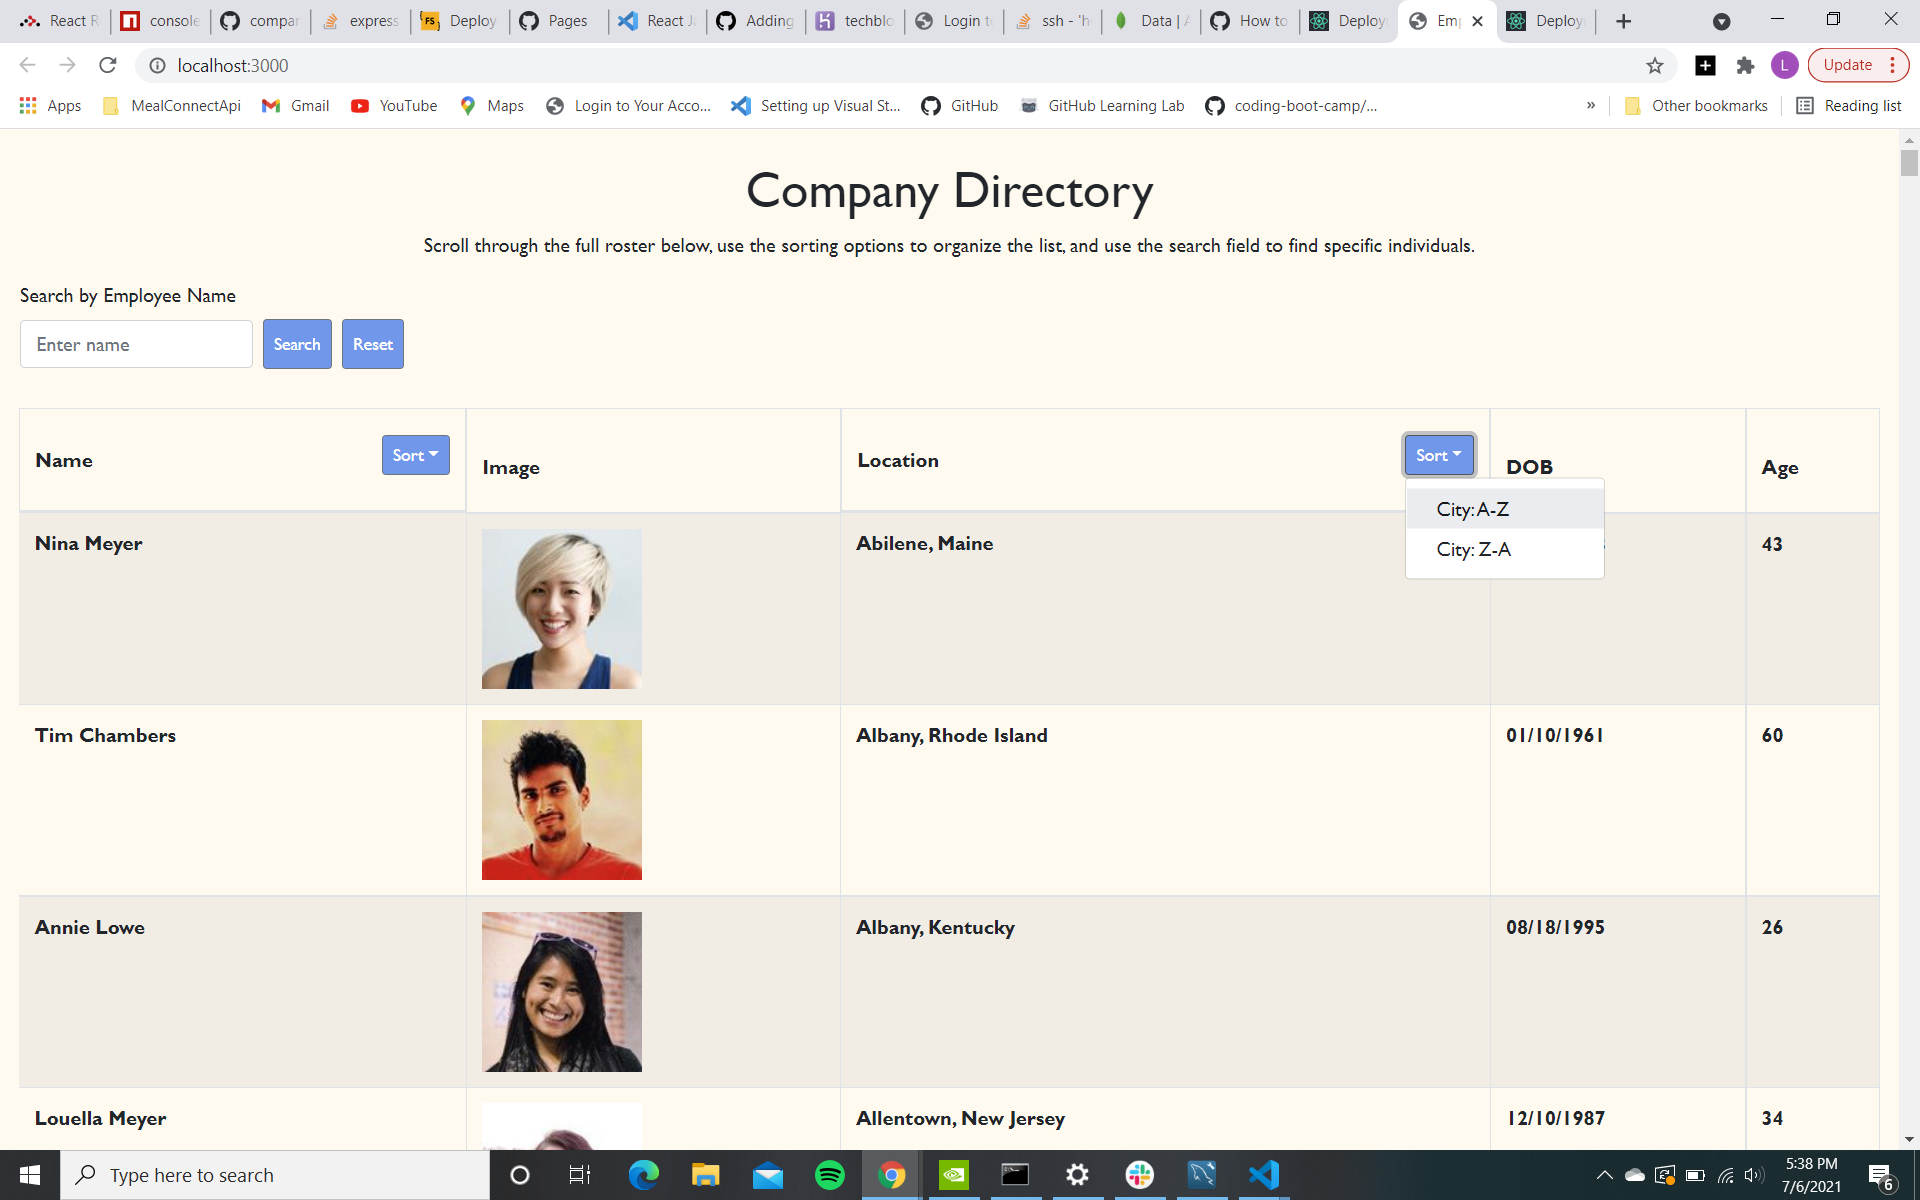 React R
console
compar
express
Deploy
Pages
React Ja
Adding
techblo
Login to
ssh - 'h
Data | A
How to
Deploy
Emp
Deploy
localhost:3000
L
Update
Apps
MealConnectApi
Gmail
YouTube
Maps
Login to Your Acco...
Setting up Visual St...
GitHub
GitHub Learning Lab
coding-boot-camp/...
»
Other bookmarks
Reading list
Company Directory
Scroll through the full roster below, use the sorting options to organize the list, and use the search field to find specific individuals.
Search by Employee Name
Enter name
Search
Reset
Name
Sort
Image
Location
Sort
DOB
Age
City: A-Z
City: Z-A
Nina Meyer
Abilene, Maine
43
Tim Chambers
Albany, Rhode Island
01/10/1961
60
Annie Lowe
Albany, Kentucky
08/18/1995
26
Louella Meyer
Allentown, New Jersey
12/10/1987
34
Type here to search
5:38 PM
7/6/2021
6